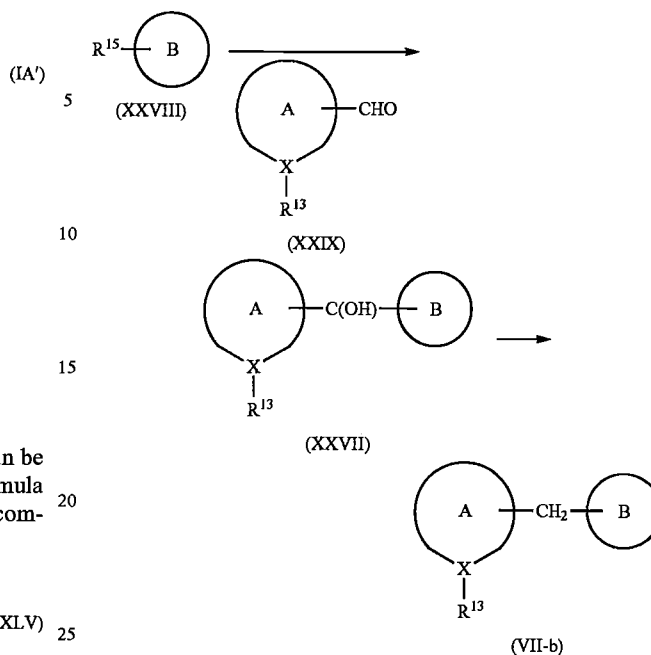 (IA')
R¹⁵ B
5
(XXVIII)
A CHO
X
R¹³
10
(XXIX)
A C(OH) B
15
X
R¹³
(XXVII)
an be
mula
20
com-
A CH₂ B
X
R¹³
XLV)
25
(VII-b)